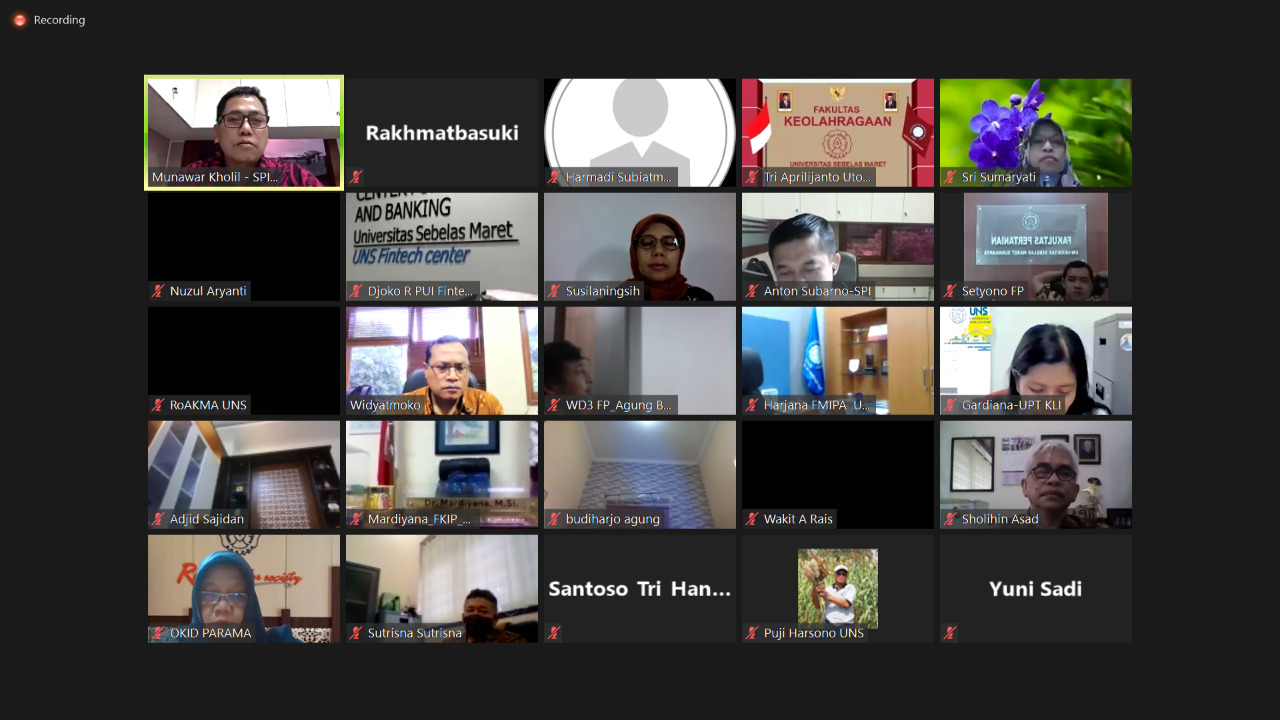 Recording
Munawar Kholil - SPI...
Rakhmatbasuki
Harmadi Subiatm...
FAKULTAS
KEOLAHRAGAAN
UNIVERSITAS SEBELAS MARET
Tri Aprilijanto Uto...
Sri Sumaryati
Nuzul Aryanti
CENTER FOR
AND BANKING
Universitas Sebelas Maret
UNS Fintech center
Djoko R PUI Finte...
Susilaningsih
Anton Subarno-SPI
FAKULTAS PERTANIAN
Setyono FP
RoAKMA UNS
Widyatmoko
WD3 FP_Agung B...
Harjana FMIPA U...
UNS
Gardiana-UPT KLI
Adjid Sajidan
Dr. Mardiyana, M.Si.
Mardiyana_FKIP_...
budiharjo agung
Wakit A Rais
Sholihin Asad
society
OKID PARAMA
Sutrisna Sutrisna
Santoso Tri Han...
Puji Harsono UNS
Yuni Sadi